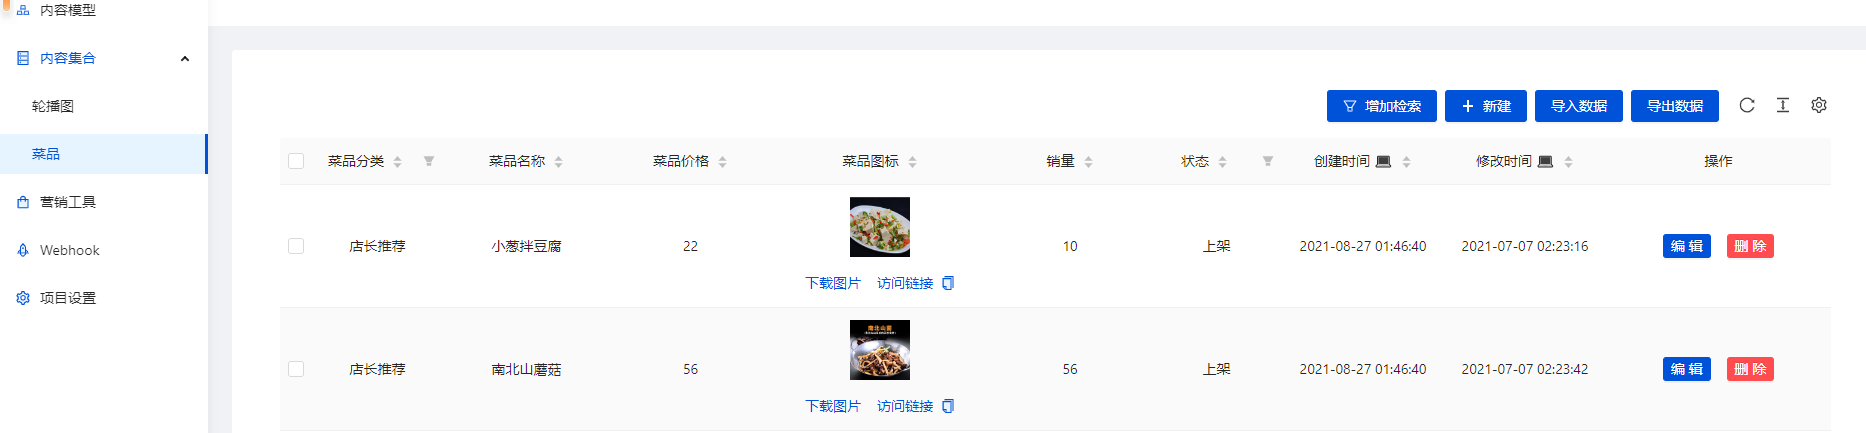 内容模型
内容集合
轮播图
菜品
营销工具
Webhook
项目设置
增加检索 新建 导入数据 导出数据
菜品分类 菜品名称 菜品价格 菜品图标 销量 状态 创建时间 修改时间 操作
店长推荐 小葱拌豆腐 22 10 上架 2021-08-27 01:46:40 2021-07-07 02:23:16 编辑 删除
下载图片 访问链接
南北山菌
店长推荐 南北山蘑菇 56 56 上架 2021-08-27 01:46:40 2021-07-07 02:23:42 编辑 删除
下载图片 访问链接